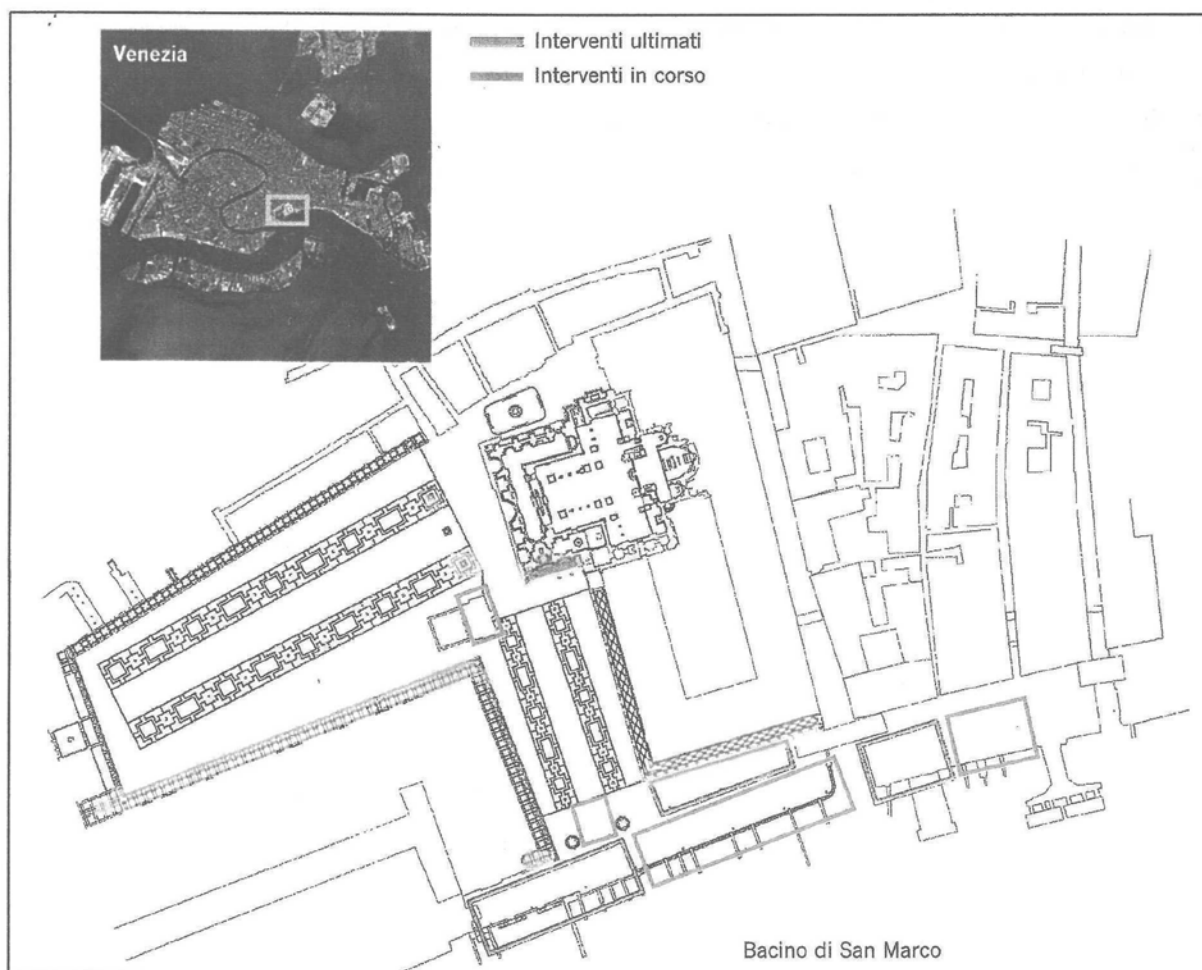 Venezia
Interventi ultimati
Interventi in corso
Bacino di San Marco